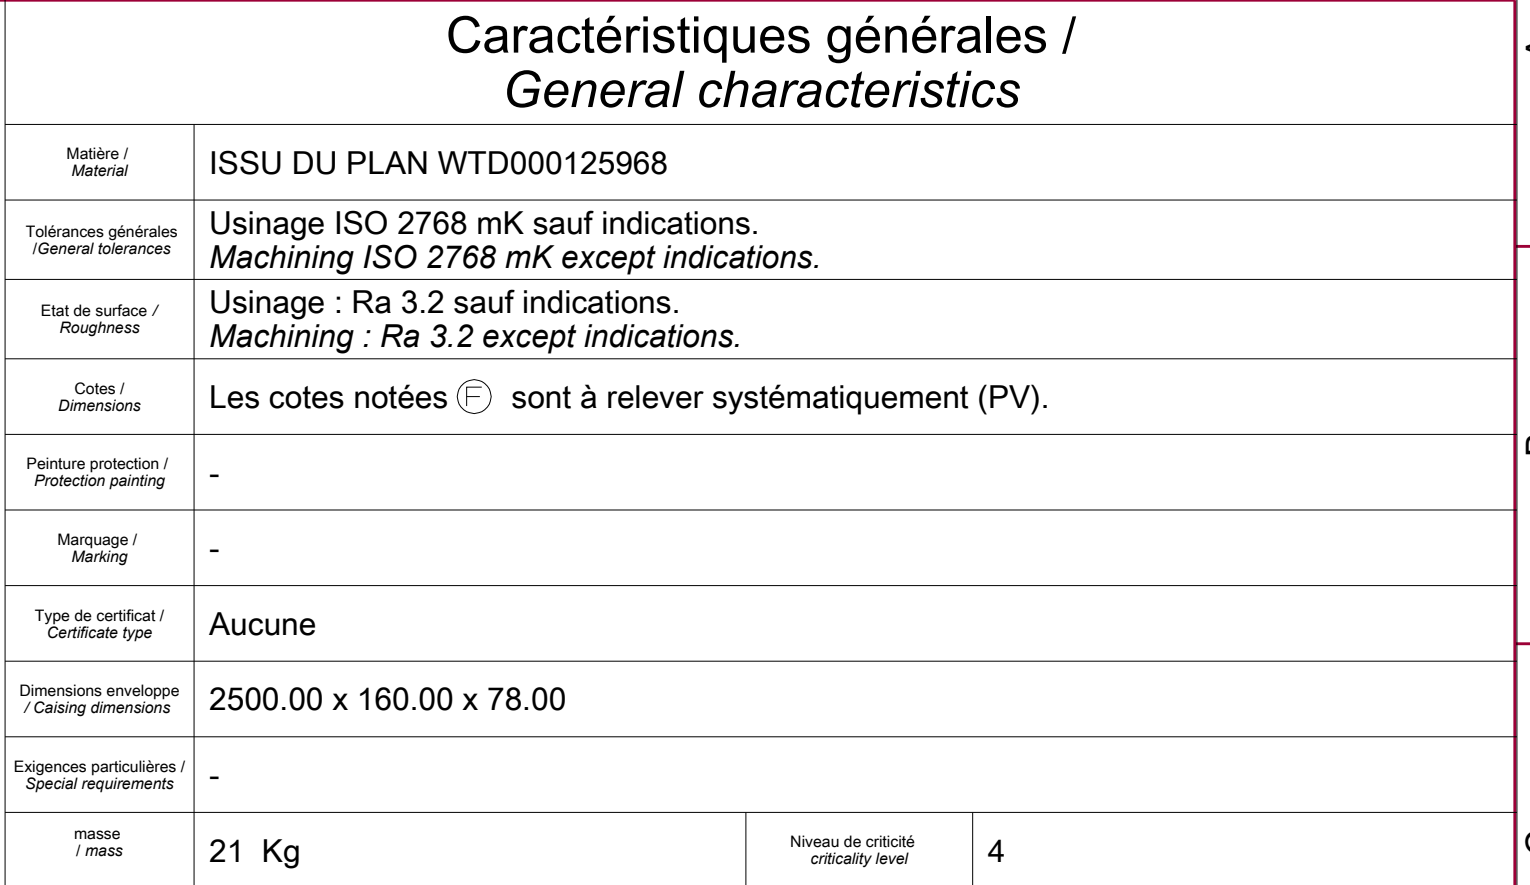 Caractéristiques générales /
General characteristics
Matière /
Material
ISSU DU PLAN WTD000125968
Tolérances générales
/General tolerances
Usinage ISO 2768 mK sauf indications.
Machining ISO 2768 mK except indications.
Etat de surface /
Roughness
Usinage : Ra 3.2 sauf indications.
Machining : Ra 3.2 except indications.
Cotes /
Dimensions
Les cotes notées Ⓕ sont à relever systématiquement (PV).
Peinture protection /
Protection painting
-
Marquage /
Marking
-
Type de certificat /
Certificate type
Aucune
Dimensions enveloppe
/ Caising dimensions
2500.00 x 160.00 x 78.00
Exigences particulières /
Special requirements
-
masse
/ mass
21 Kg
Niveau de criticité
criticality level
4